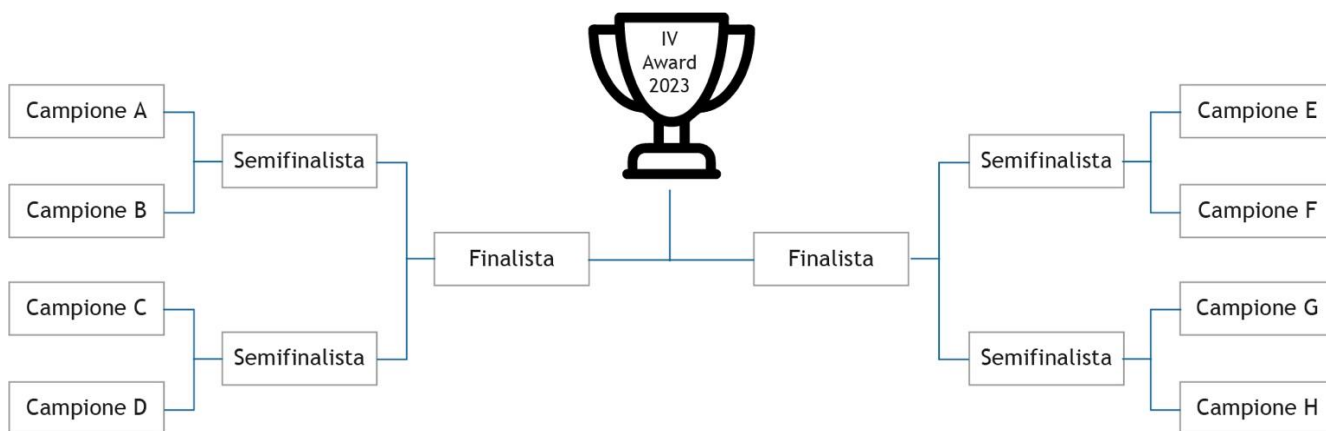 IV
Award
2023
Campione A
Campione E
Semifinalista
Semifinalista
Campione B
Campione F
Finalista
Finalista
Campione C
Campione G
Semifinalista
Semifinalista
Campione D
Campione H